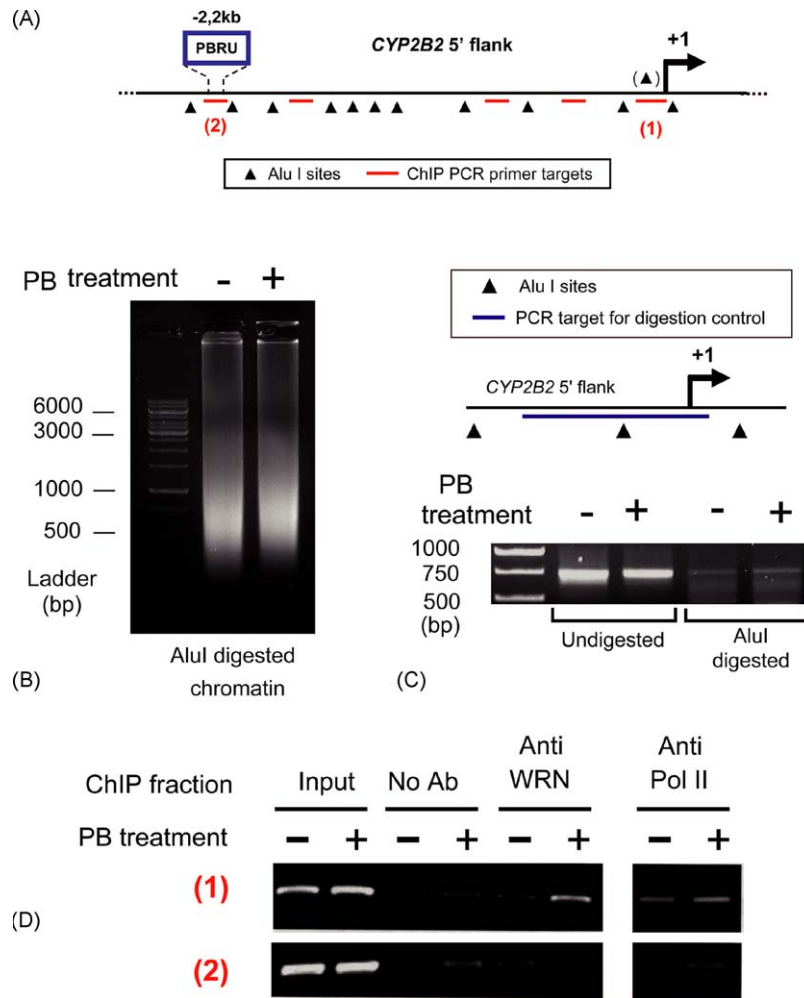 (A)
-2,2kb
PBRU
CYP2B2 5' flank
+1
(▲)
(2)
(1)
▲ Alu I sites
ChIP PCR primer targets
PB treatment - +
6000
3000
1000
500
Ladder
(bp)
AluI digested
chromatin
(B)
▲ Alu I sites
PCR target for digestion control
+1
CYP2B2 5' flank
PB
treatment - + - +
1000
750
500
(bp)
Undigested
AluI
digested
(C)
ChIP fraction
Input
No Ab
Anti
WRN
Anti
Pol II
PB treatment - + - + - + - +
(1)
(D)
(2)